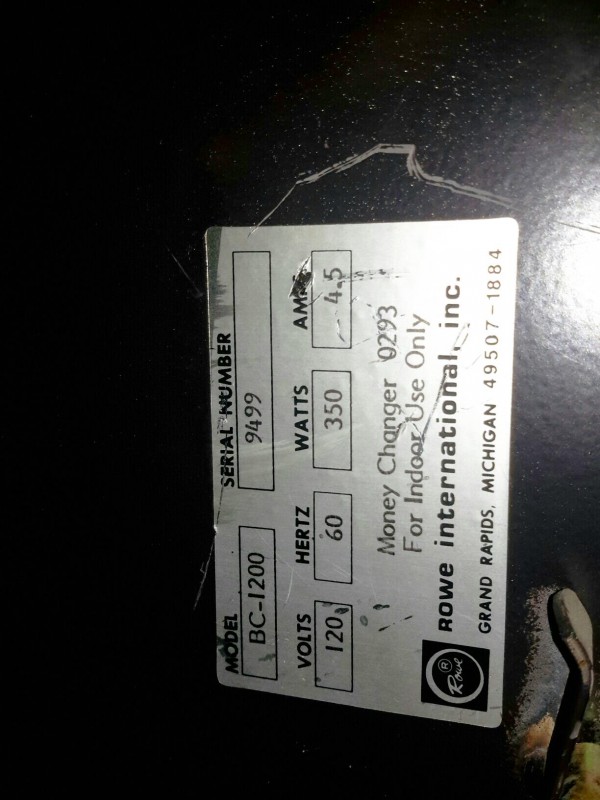 MODEL SERIAL NUMBER
BC-1200 9499
VOLTS HERTZ WATTS AMPS
120 60 350 4.5
Money Changer 0293
For Indoor Use Only
Rowe ® ROWE international, inc.
GRAND RAPIDS, MICHIGAN 49507-1884